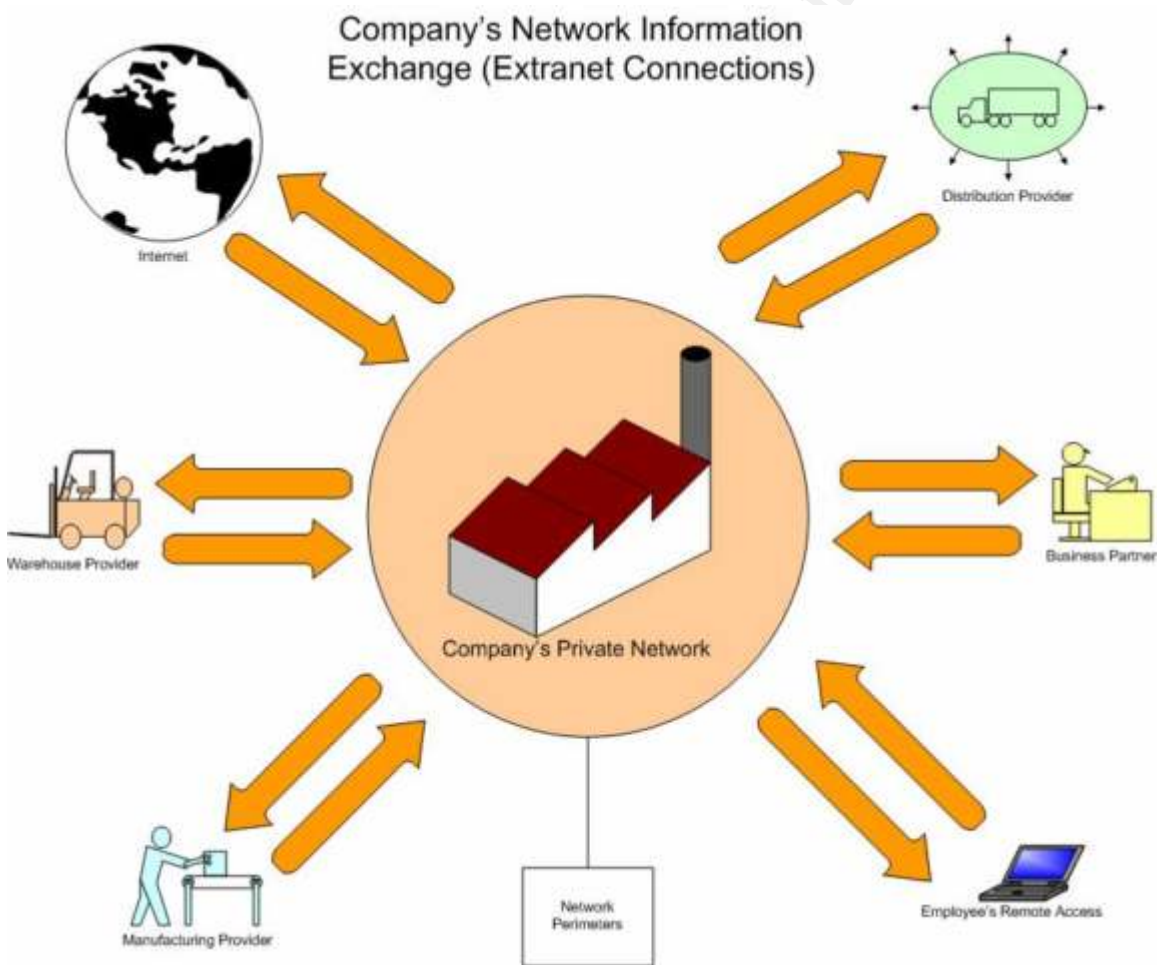 Company's Network Information
Exchange (Extranet Connections)
Internet
Distribution Provider
Warehouse Provider
Business Partner
Company's Private Network
Manufacturing Provider
Network
Perimeters
Employee's Remote Access